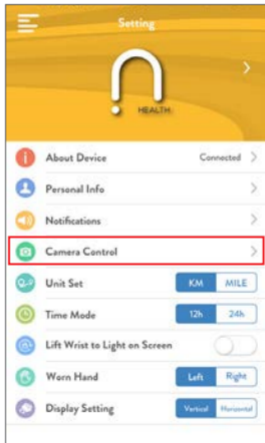 Setting
HEALTH
About Device Connected
Personal Info
Notifications
Camera Control
Unit Set KM MILE
Time Mode 12h 24h
Lift Wrist to Light on Screen
Worn Hand Left Right
Display Setting Vertical Horizontal